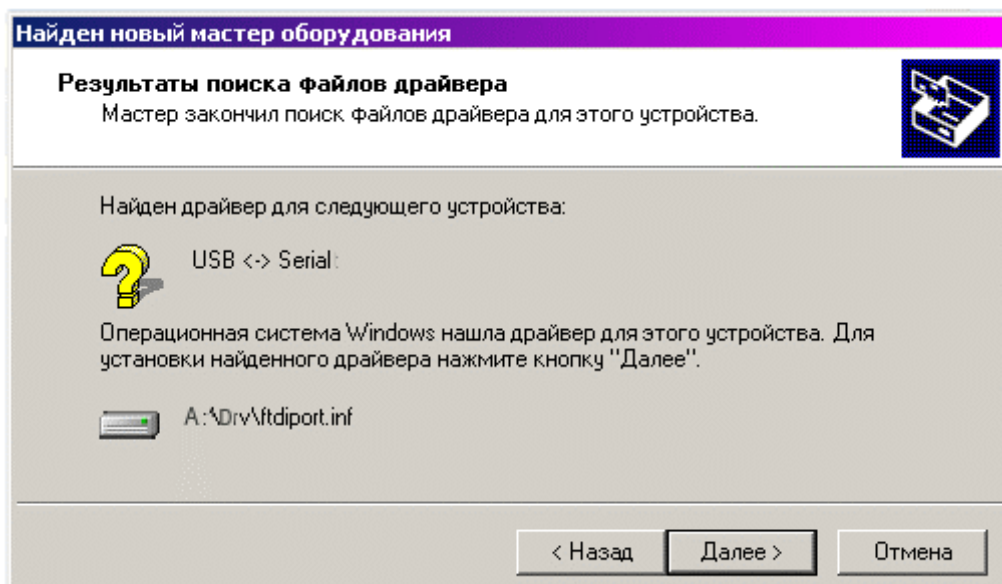 Найден новый мастер оборудования
Результаты поиска файлов драйвера
Мастер закончил поиск файлов драйвера для этого устройства.
Найден драйвер для следующего устройства:
USB <-> Serial:
Операционная система Windows нашла драйвер для этого устройства. Для
установки найденного драйвера нажмите кнопку "Далее".
A:\Drv\ftdiport.inf
< Назад
Далее >
Отмена